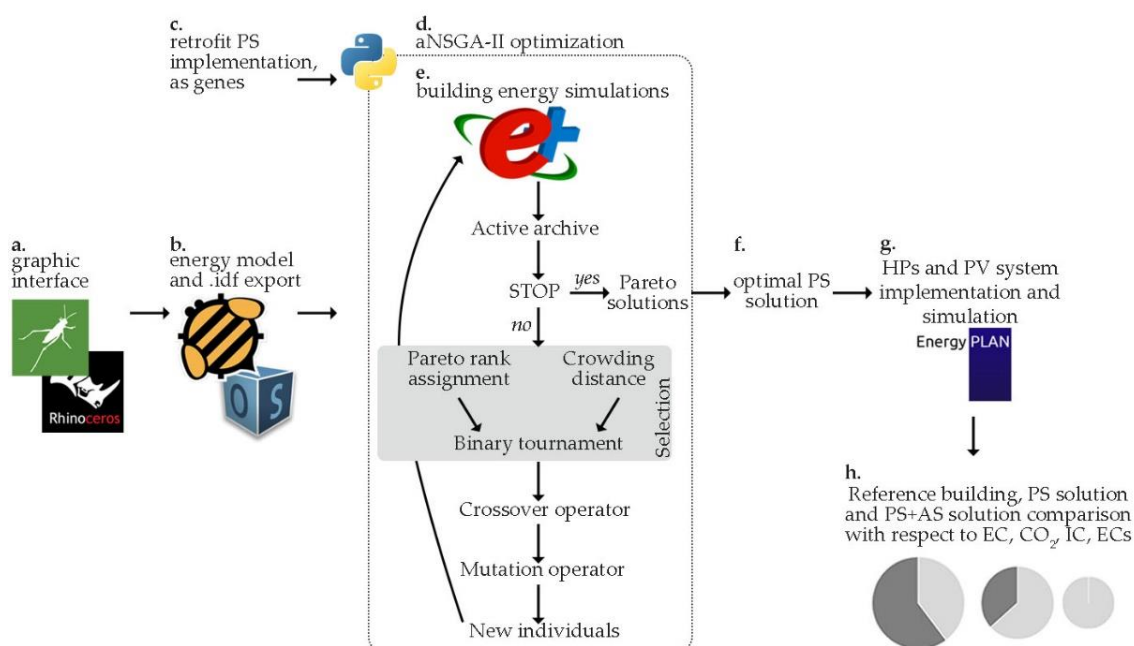 c.
retrofit PS
implementation,
as genes
d.
aNSGA-II optimization
e.
building energy simulations
e+
Active archive
STOP
yes
Pareto
solutions
no
Pareto rank
assignment
Crowding
distance
Binary tournament
Selection
Crossover operator
Mutation operator
New individuals
a.
graphic
interface
Rhinoceros
b.
energy model
and .idf export
OS
f.
optimal PS
solution
g.
HPs and PV system
implementation and
simulation
EnergyPLAN
h.
Reference building, PS solution
and PS+AS solution comparison
with respect to EC, CO₂, IC, ECs